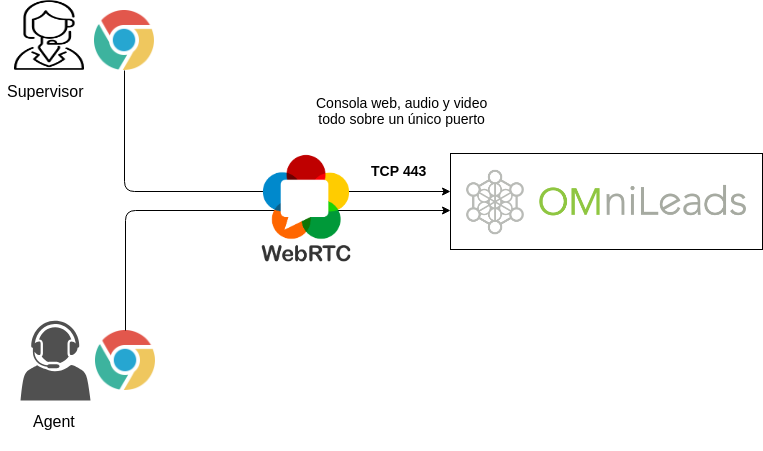 Supervisor
Consola web, audio y video
todo sobre un único puerto
TCP 443
OMniLeads
WebRTC
Agent